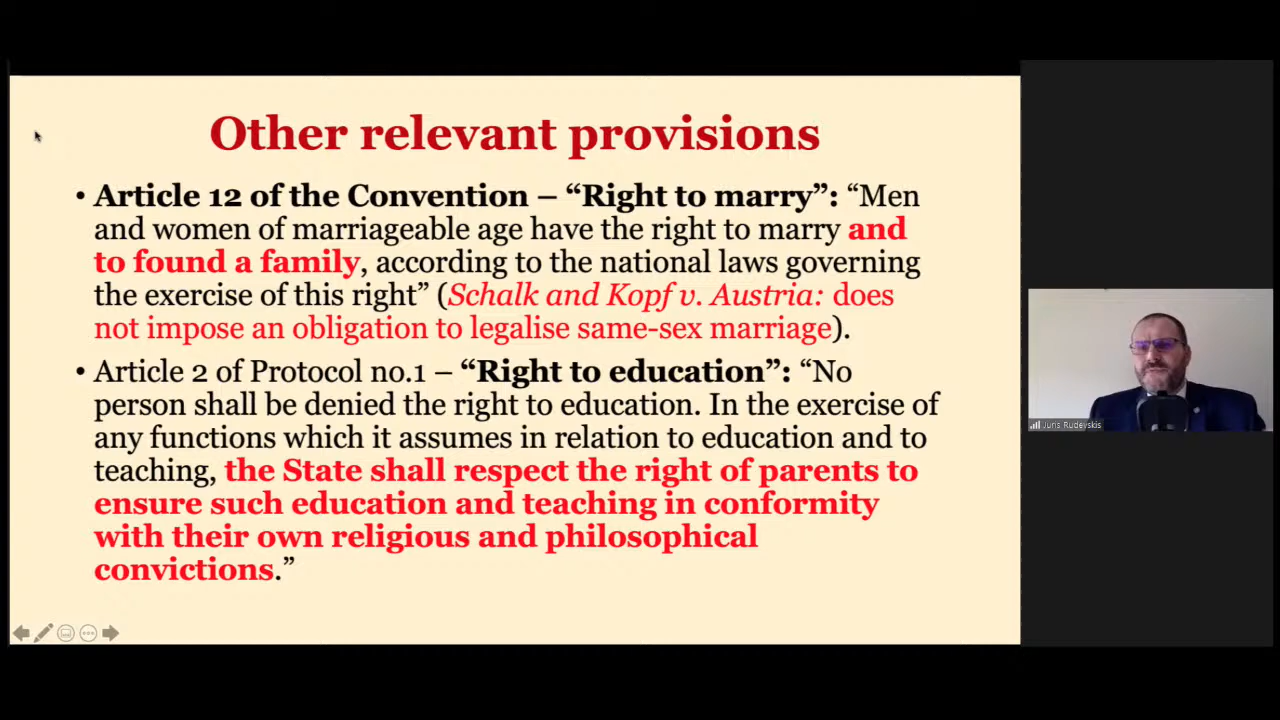 Other relevant provisions
• Article 12 of the Convention – “Right to marry”: “Men
and women of marriageable age have the right to marry and
to found a family, according to the national laws governing
the exercise of this right” (Schalk and Kopf v. Austria: does
not impose an obligation to legalise same-sex marriage).
• Article 2 of Protocol no.1 – “Right to education”: “No
person shall be denied the right to education. In the exercise of
any functions which it assumes in relation to education and to
teaching, the State shall respect the right of parents to
ensure such education and teaching in conformity
with their own religious and philosophical
convictions.”
Juris Rudevskis